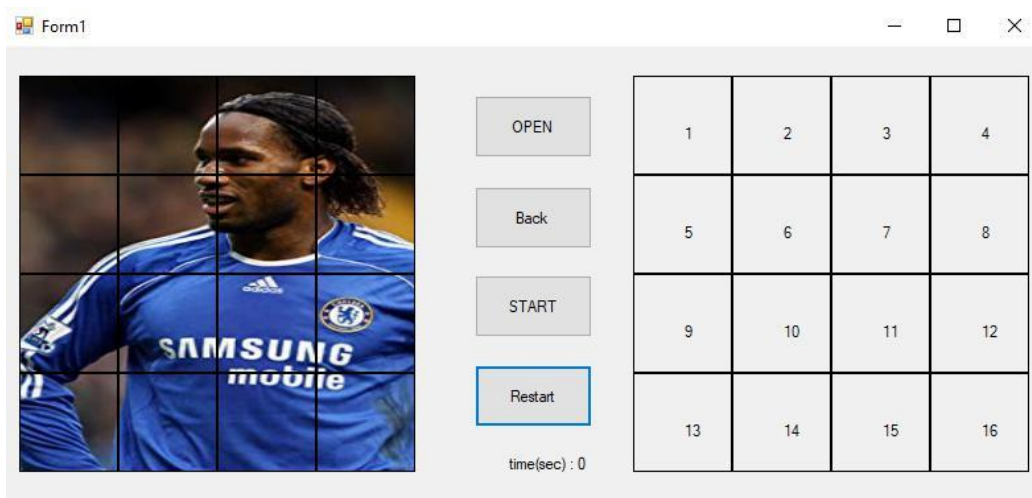 Form1
OPEN
Back
START
Restart
time(sec) : 0
adidas
CHELSEA
SAMSUNG
mobile
1 2 3 4
5 6 7 8
9 10 11 12
13 14 15 16